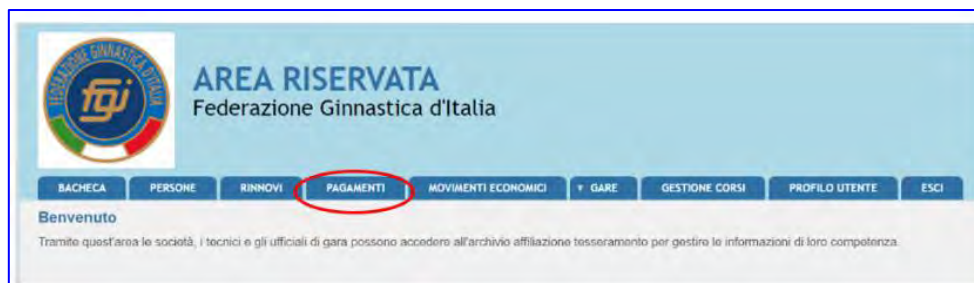 FEDERAZIONE GINNASTICA D'ITALIA
fgi
AREA RISERVATA
Federazione Ginnastica d'Italia
BACHECA PERSONE RINNOVI PAGAMENTI MOVIMENTI ECONOMICI ▼ GARE GESTIONE CORSI PROFILO UTENTE ESCI
Benvenuto
Tramite quest'area le società, i tecnici e gli ufficiali di gara possono accedere all'archivio affiliazione tesseramento per gestire le informazioni di loro competenza.